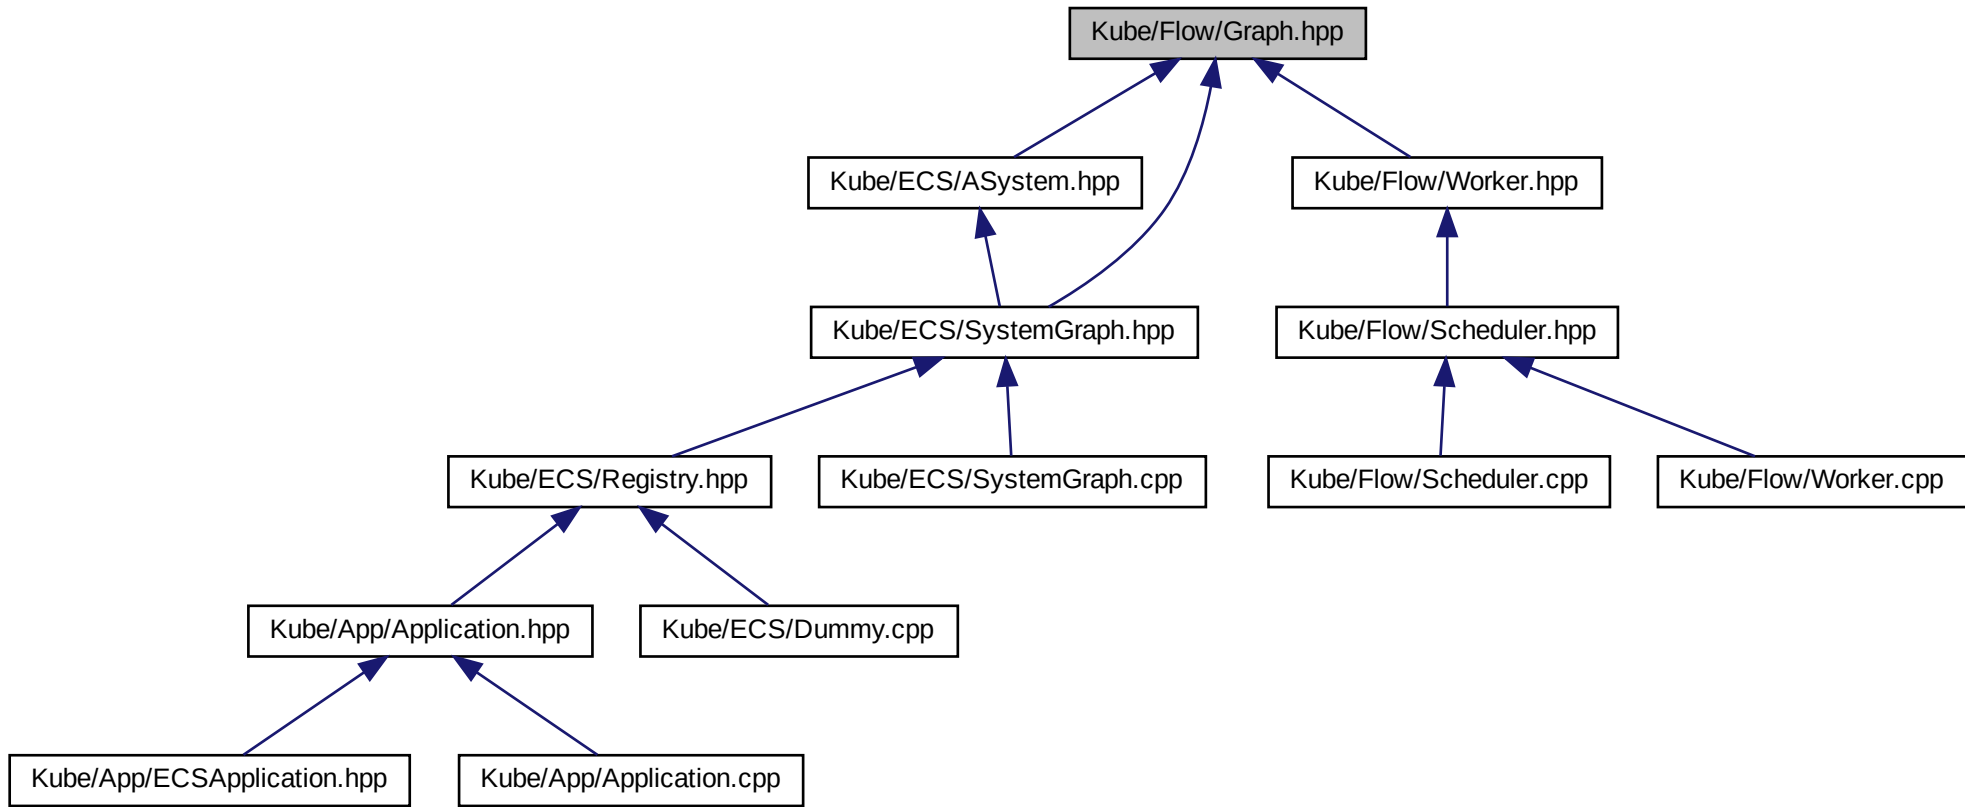 Kube/Flow/Graph.hpp
Kube/ECS/ASystem.hpp
Kube/Flow/Worker.hpp
Kube/ECS/SystemGraph.hpp
Kube/Flow/Scheduler.hpp
Kube/ECS/Registry.hpp
Kube/ECS/SystemGraph.cpp
Kube/Flow/Scheduler.cpp
Kube/Flow/Worker.cpp
Kube/App/Application.hpp
Kube/ECS/Dummy.cpp
Kube/App/ECSApplication.hpp
Kube/App/Application.cpp